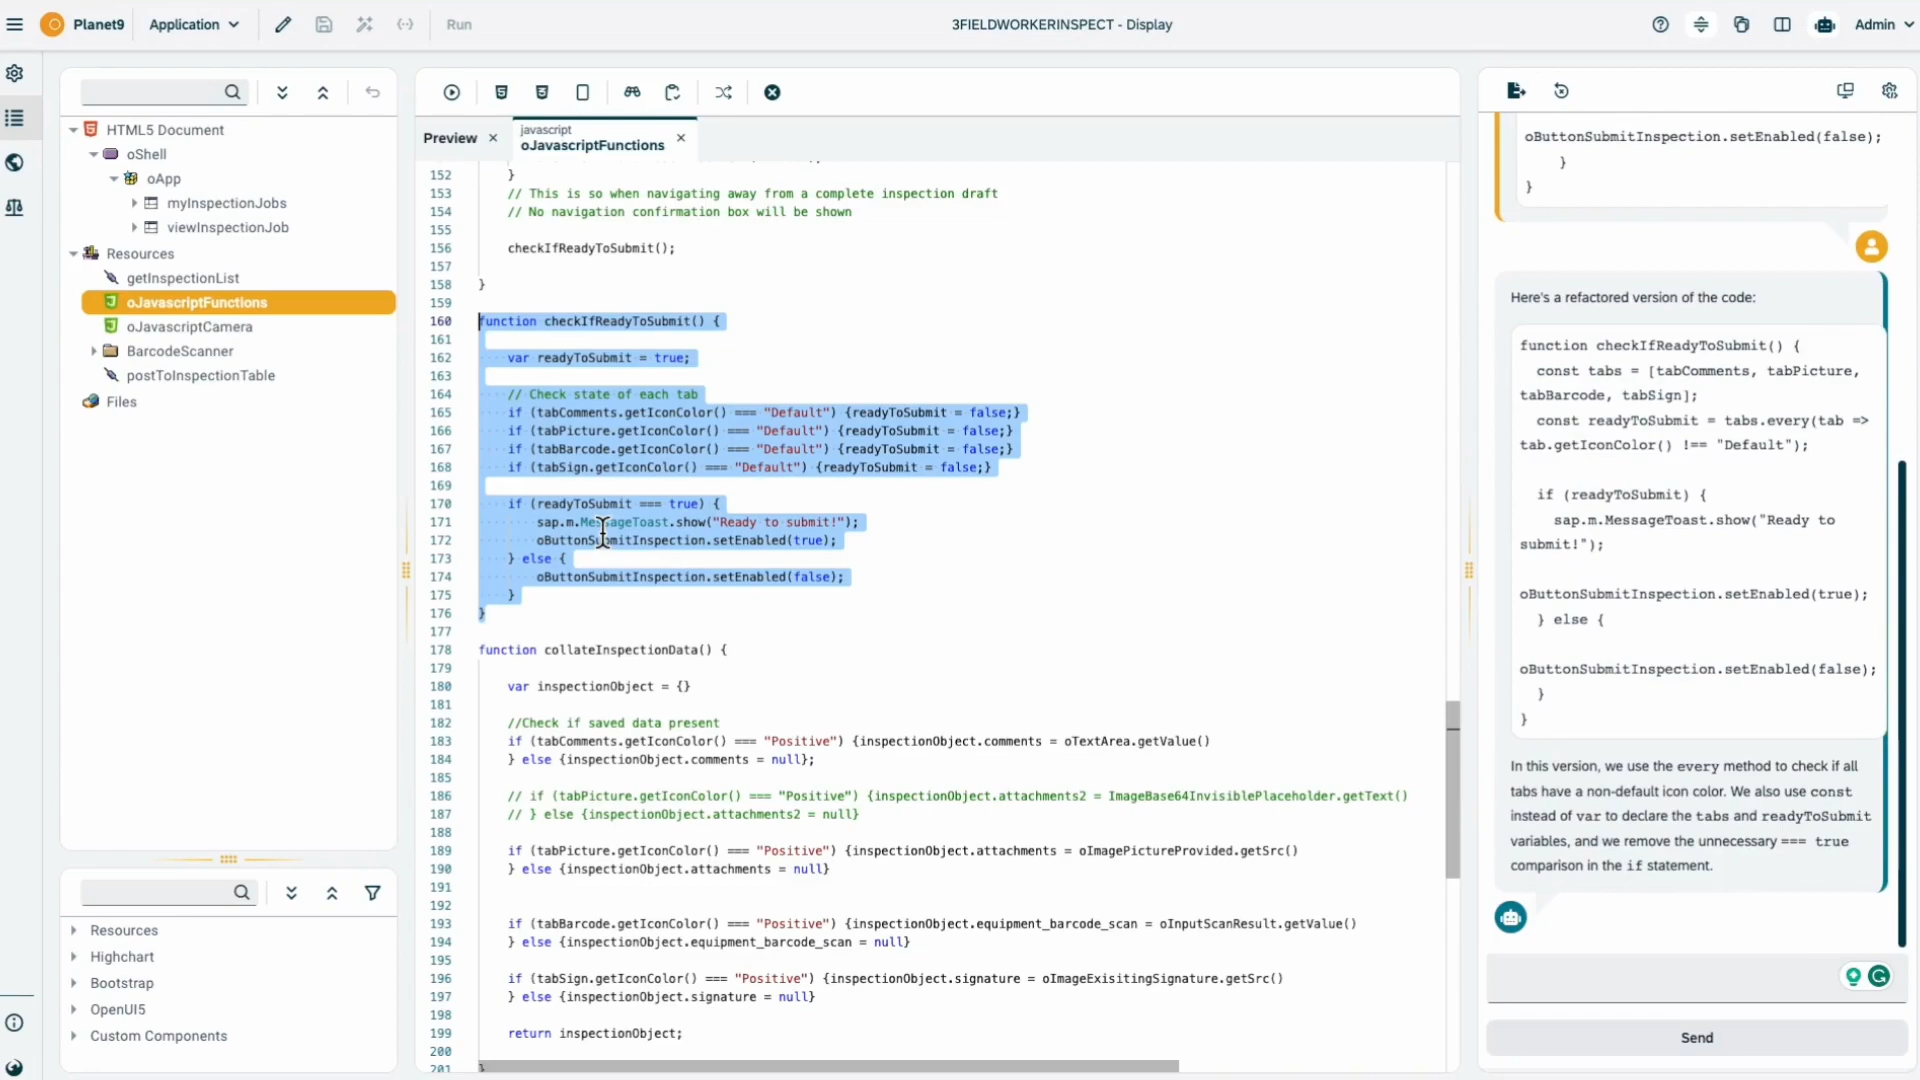 Planet9
Application
Run
3FIELDWORKERINSPECT - Display
Admin
HTML5 Document
oShell
oApp
myInspectionJobs
viewInspectionJob
Resources
getInspectionList
oJavascriptFunctions
oJavascriptCamera
BarcodeScanner
postToInspectionTable
Files
Resources
Highchart
Bootstrap
OpenUI5
Custom Components
Preview
javascript
oJavascriptFunctions
152 }
153 // This is so when navigating away from a complete inspection draft
154 // No navigation confirmation box will be shown
155
156 checkIfReadyToSubmit();
157
158 }
159
160 function checkIfReadyToSubmit() {
161
162 var readyToSubmit = true;
163
164 // Check state of each tab
165 if (tabComments.getIconColor() === "Default") {readyToSubmit = false;}
166 if (tabPicture.getIconColor() === "Default") {readyToSubmit = false;}
167 if (tabBarcode.getIconColor() === "Default") {readyToSubmit = false;}
168 if (tabSign.getIconColor() === "Default") {readyToSubmit = false;}
169
170 if (readyToSubmit === true) {
171 sap.m.MessageToast.show("Ready to submit!");
172 oButtonSubmitInspection.setEnabled(true);
173 } else {
174 oButtonSubmitInspection.setEnabled(false);
175 }
176 }
177
178 function collateInspectionData() {
179
180 var inspectionObject = {}
181
182 //Check if saved data present
183 if (tabComments.getIconColor() === "Positive") {inspectionObject.comments = oTextArea.getValue()
184 } else {inspectionObject.comments = null};
185
186 // if (tabPicture.getIconColor() === "Positive") {inspectionObject.attachments2 = ImageBase64InvisiblePlaceholder.getText()
187 // } else {inspectionObject.attachments2 = null}
188
189 if (tabPicture.getIconColor() === "Positive") {inspectionObject.attachments = oImagePictureProvided.getSrc()
190 } else {inspectionObject.attachments = null}
191
192
193 if (tabBarcode.getIconColor() === "Positive") {inspectionObject.equipment_barcode_scan = oInputScanResult.getValue()
194 } else {inspectionObject.equipment_barcode_scan = null}
195
196 if (tabSign.getIconColor() === "Positive") {inspectionObject.signature = oImageExisitingSignature.getSrc()
197 } else {inspectionObject.signature = null}
198
199 return inspectionObject;
200
201 }
oButtonSubmitInspection.setEnabled(false);
}
}
Here's a refactored version of the code:
function checkIfReadyToSubmit() {
const tabs = [tabComments, tabPicture,
tabBarcode, tabSign];
const readyToSubmit = tabs.every(tab =>
tab.getIconColor() !== "Default");
if (readyToSubmit) {
sap.m.MessageToast.show("Ready to
submit!");
oButtonSubmitInspection.setEnabled(true);
} else {
oButtonSubmitInspection.setEnabled(false);
}
}
In this version, we use the every method to check if all
tabs have a non-default icon color. We also use const
instead of var to declare the tabs and readyToSubmit
variables, and we remove the unnecessary === true
comparison in the if statement.
Send